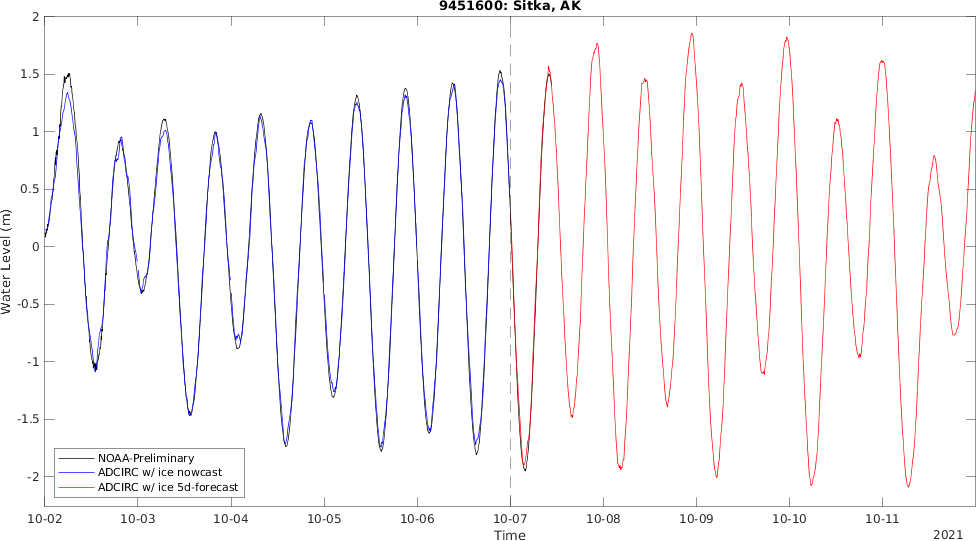 9451600: Sitka, AK
2
1.5
1
0.5
0
-0.5
-1
-1.5
-2
Water Level (m)
NOAA-Preliminary
ADCIRC w/ ice nowcast
ADCIRC w/ ice 5d-forecast
10-02 10-03 10-04 10-05 10-06 10-07 10-08 10-09 10-10 10-11
Time
2021